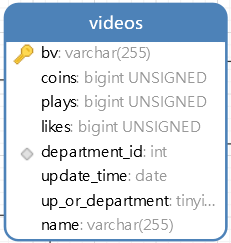 videos
bv: varchar(255)
coins: bigint UNSIGNED
plays: bigint UNSIGNED
likes: bigint UNSIGNED
department_id: int
update_time: date
up_or_department: tinyi...
name: varchar(255)